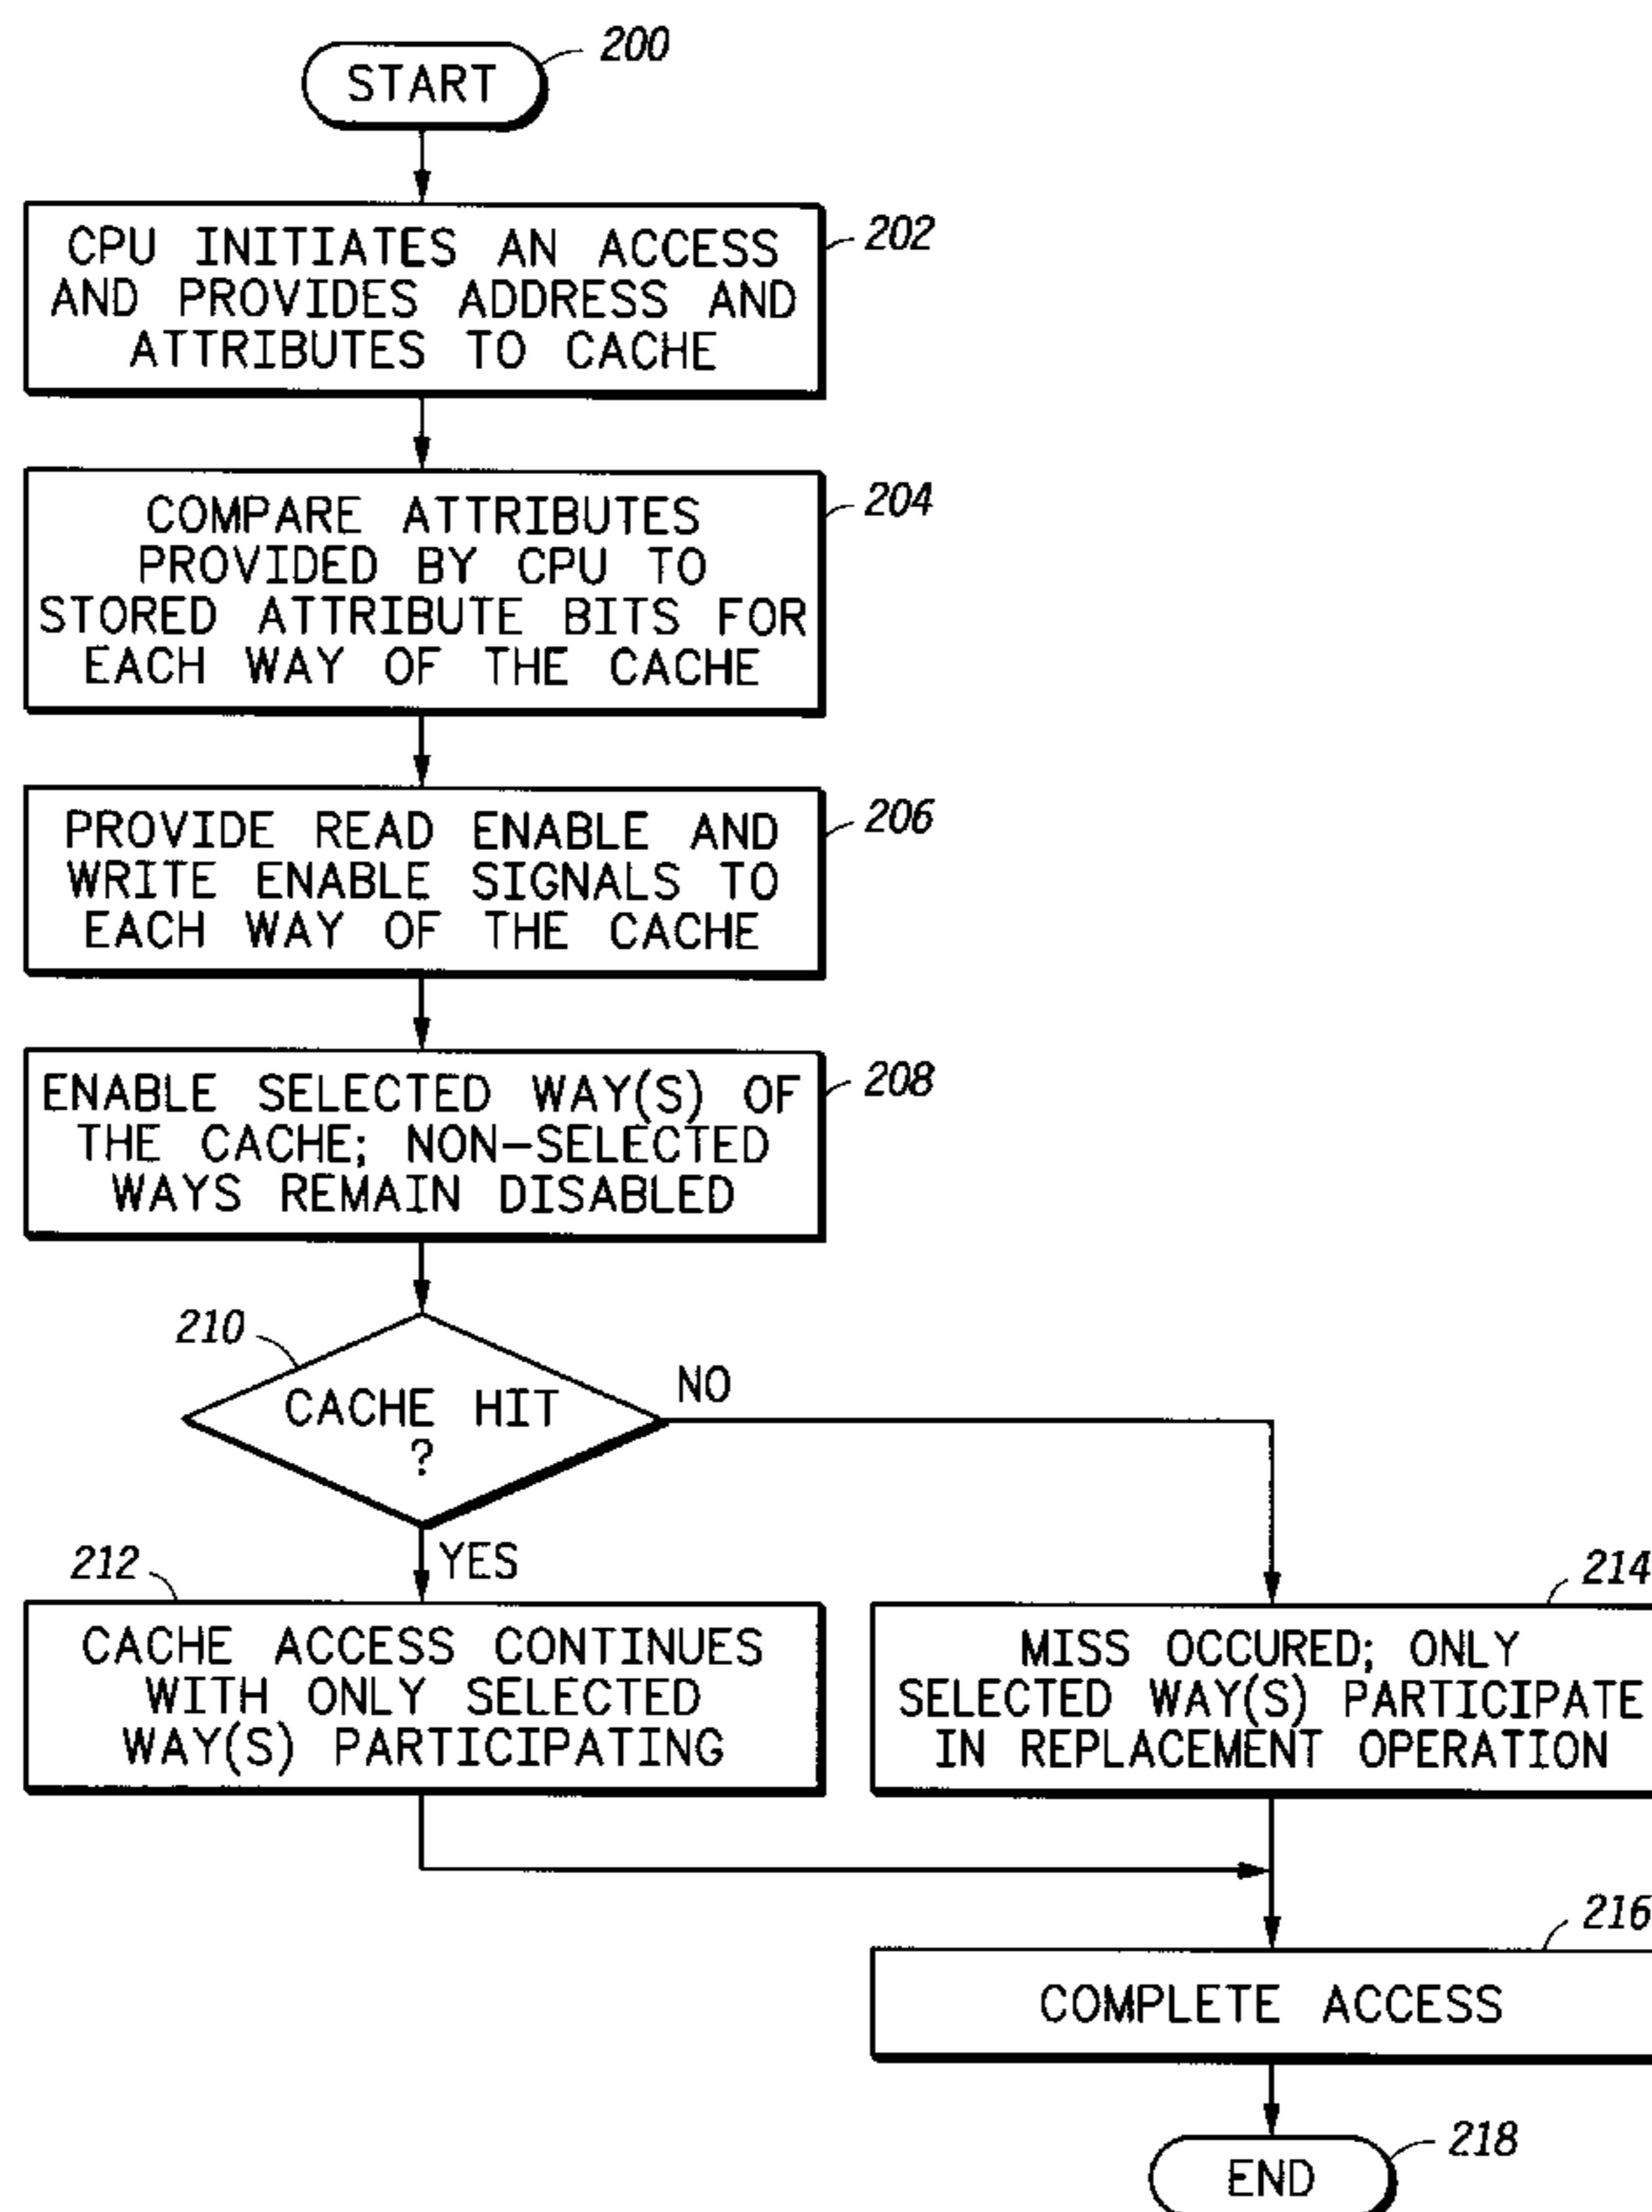 200
START
202
CPU INITIATES AN ACCESS
AND PROVIDES ADDRESS AND
ATTRIBUTES TO CACHE
204
COMPARE ATTRIBUTES
PROVIDED BY CPU TO
STORED ATTRIBUTE BITS FOR
EACH WAY OF THE CACHE
206
PROVIDE READ ENABLE AND
WRITE ENABLE SIGNALS TO
EACH WAY OF THE CACHE
208
ENABLE SELECTED WAY(S) OF
THE CACHE; NON-SELECTED
WAYS REMAIN DISABLED
210
CACHE HIT
?
NO
YES
212
CACHE ACCESS CONTINUES
WITH ONLY SELECTED
WAY(S) PARTICIPATING
214
MISS OCCURED; ONLY
SELECTED WAY(S) PARTICIPATE
IN REPLACEMENT OPERATION
216
COMPLETE ACCESS
218
END